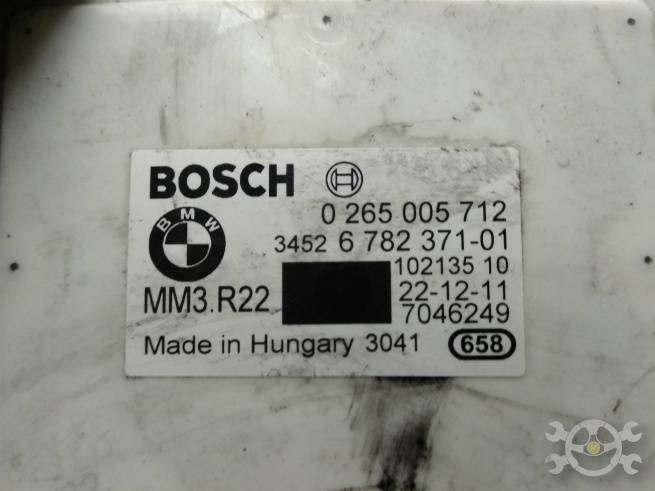 BOSCH
BMW
0 265 005 712
3452 6 782 371-01
102135 10
MM3.R22
22-12-11
7046249
Made in Hungary 3041
658